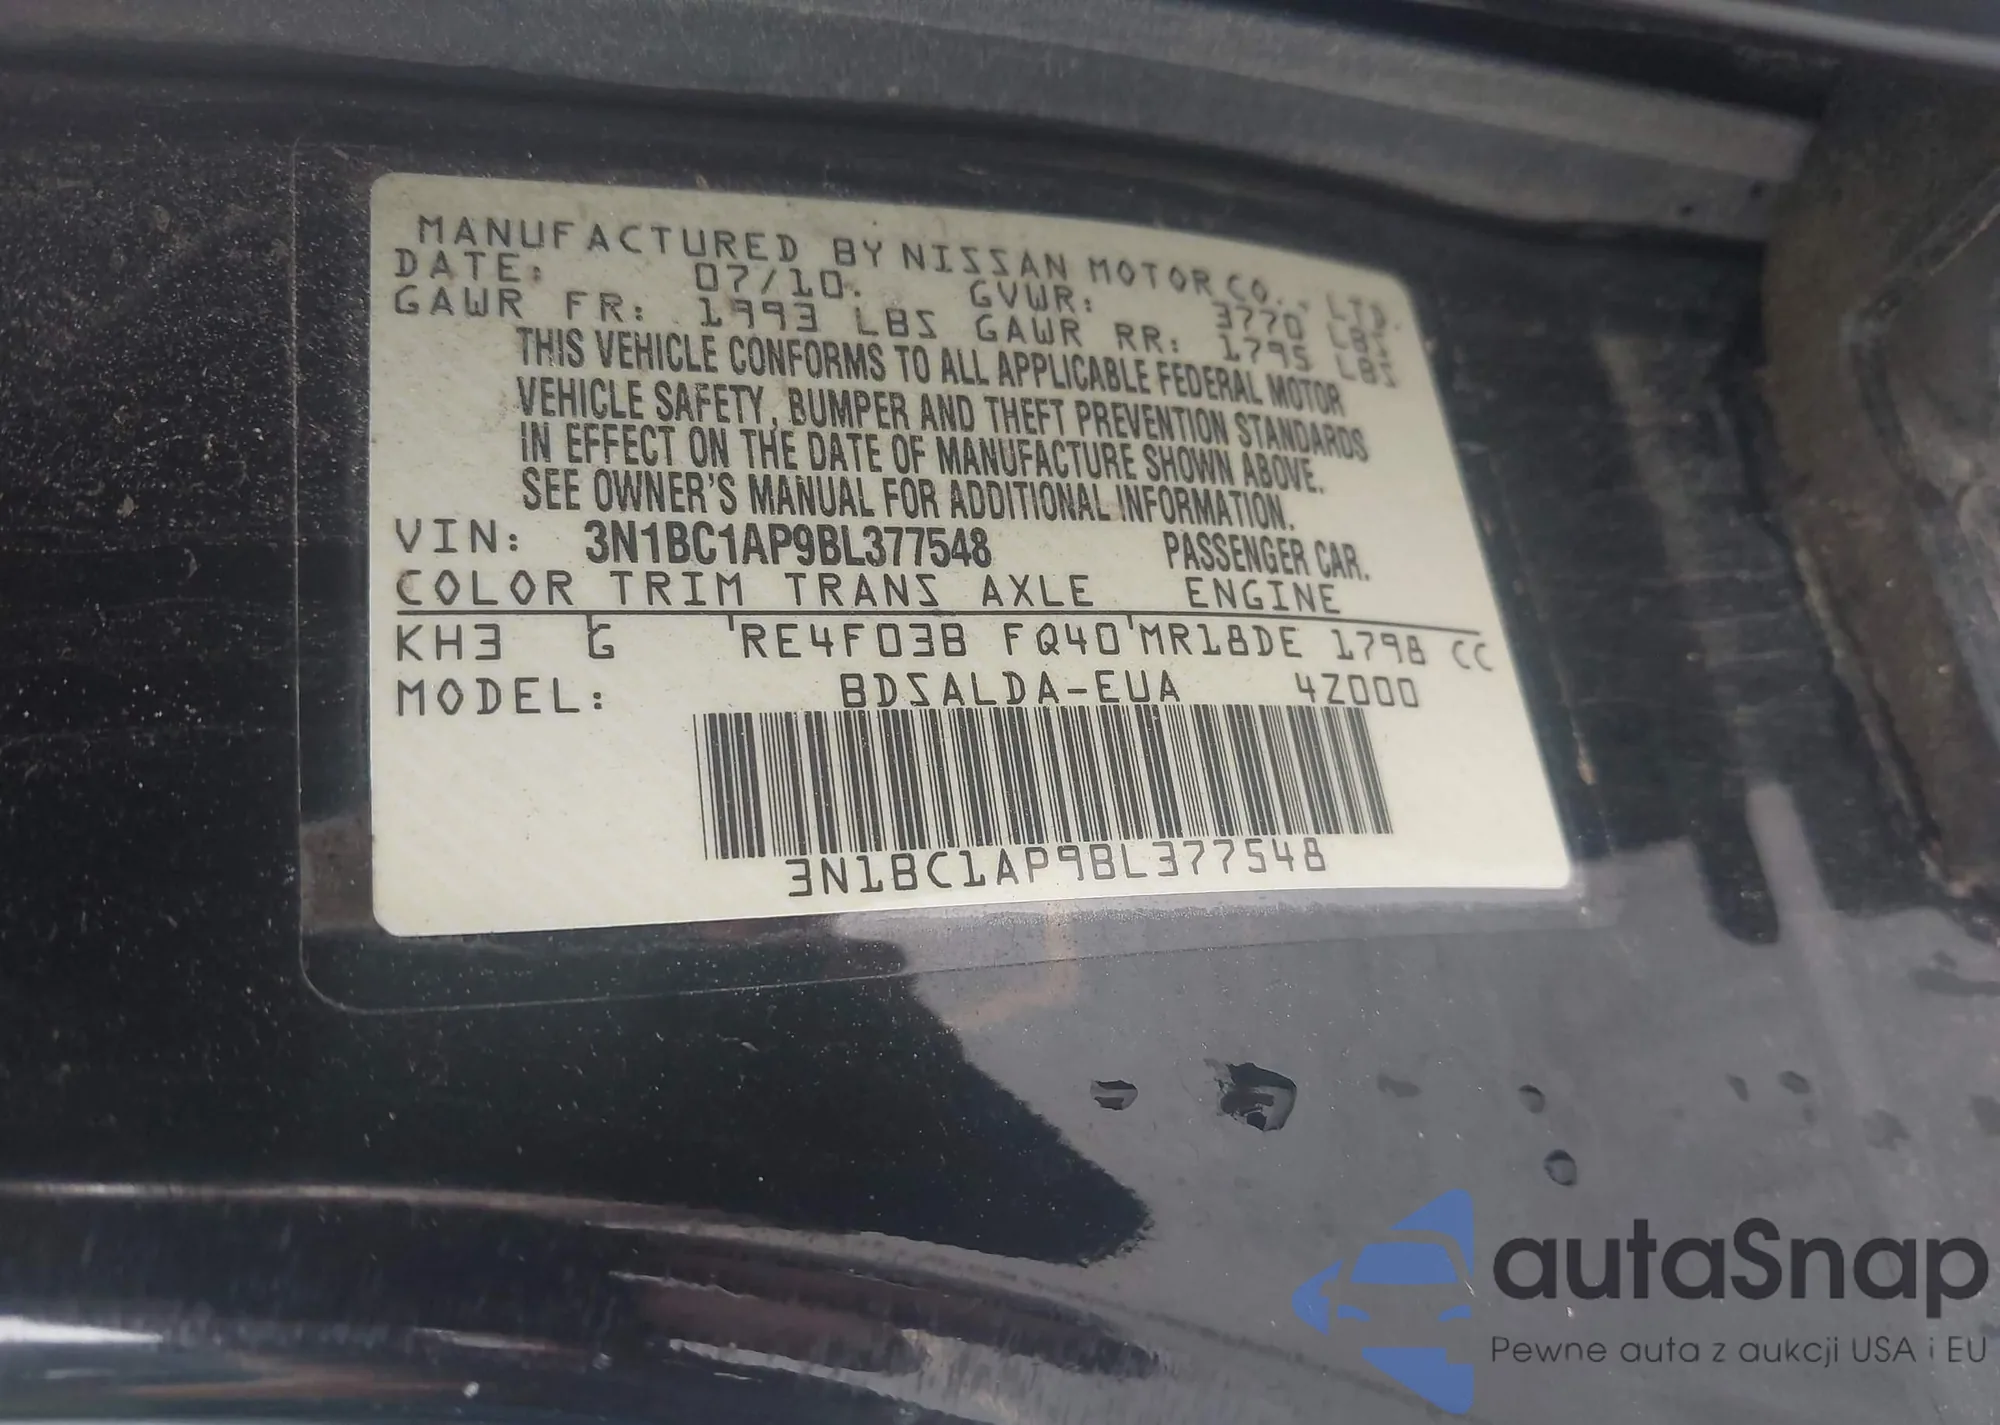 MANUFACTURED BY NISSAN MOTOR CO., LTD.
DATE: 07/10. GVWR: 3770 LBS
GAWR FR: 1993 LBS GAWR RR: 1795 LBS
THIS VEHICLE CONFORMS TO ALL APPLICABLE FEDERAL MOTOR
VEHICLE SAFETY, BUMPER AND THEFT PREVENTION STANDARDS
IN EFFECT ON THE DATE OF MANUFACTURE SHOWN ABOVE.
SEE OWNER'S MANUAL FOR ADDITIONAL INFORMATION.
VIN: 3N1BC1AP9BL377548 PASSENGER CAR.
COLOR TRIM TRANS AXLE ENGINE
KH3 G RE4F03B FQ40 MR18DE 1798 CC
MODEL: BDSALDA-EUA 4Z000
3N1BC1AP9BL377548
autaSnap
Pewne auta z aukcji USA i EU